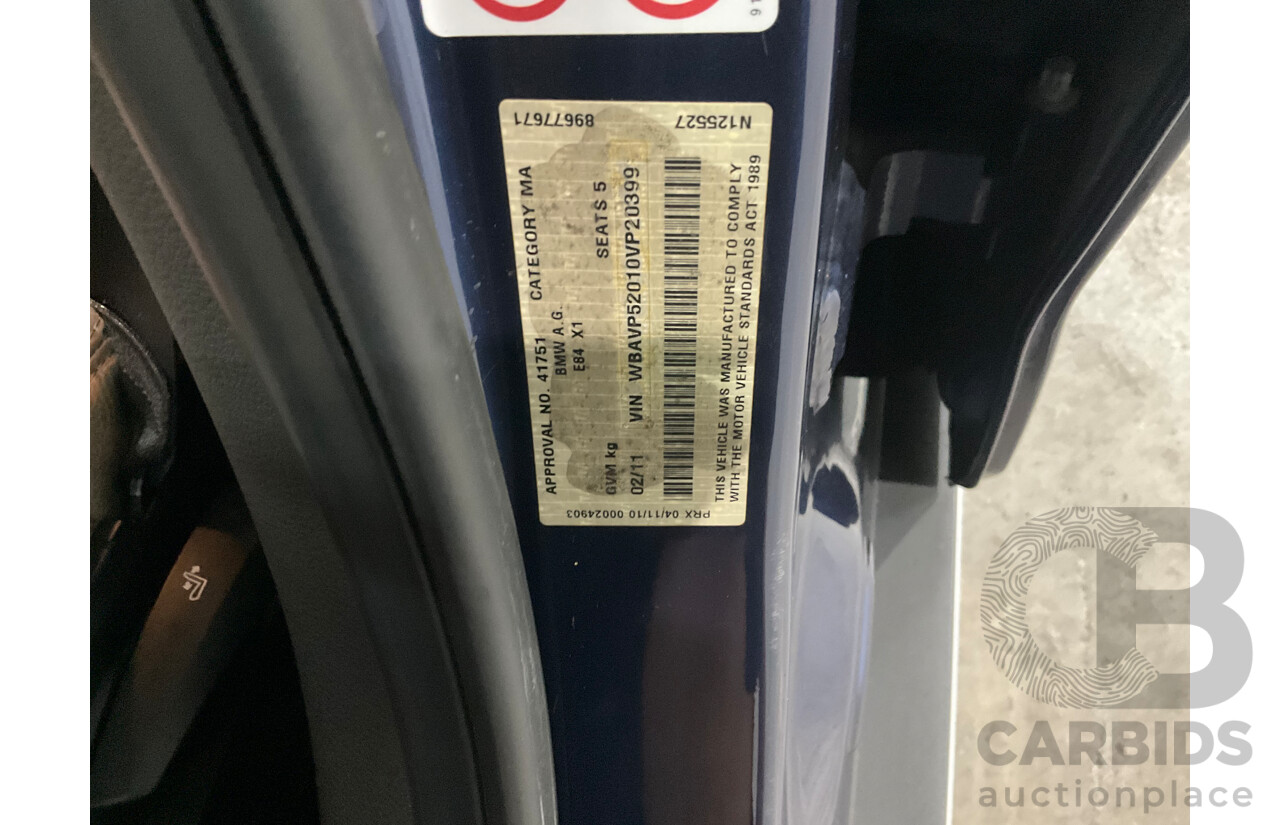 APPROVAL NO. 41751 CATEGORY MA
BMW A.G.
E84 X1
GVM kg SEATS 5
02/11 VIN WBAVP52010VP20399
THIS VEHICLE WAS MANUFACTURED TO COMPLY
WITH THE MOTOR VEHICLE STANDARDS ACT 1989
89677671
N125527
PRX 04/11/10 00024903
CB
CARBIDS
auctionplace